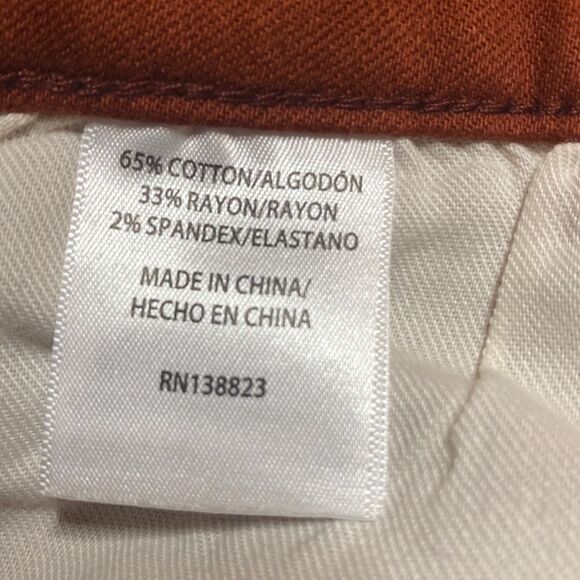 65% COTTON/ALGODÓN
33% RAYON/RAYON
2% SPANDEX/ELASTANO
MADE IN CHINA/
HECHO EN CHINA
RN138823